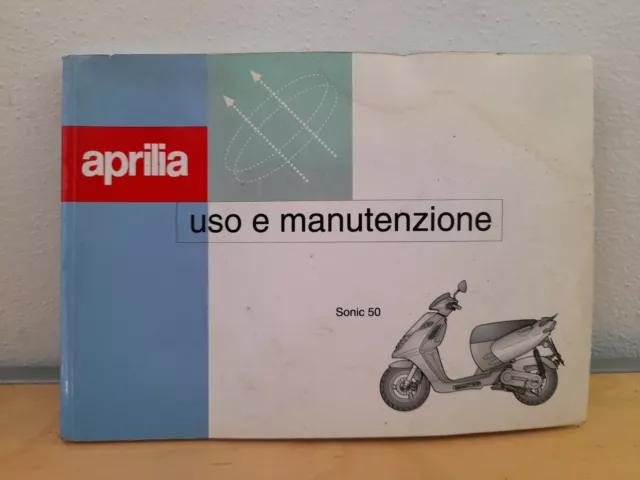 aprilia
uso e manutenzione
Sonic 50